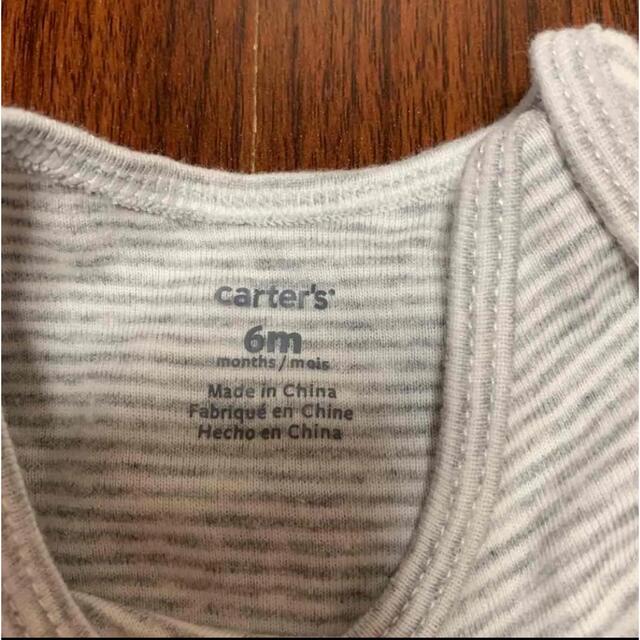 carter's
6m
months/mois
Made in China
Fabriqué en Chine
Hecho en China